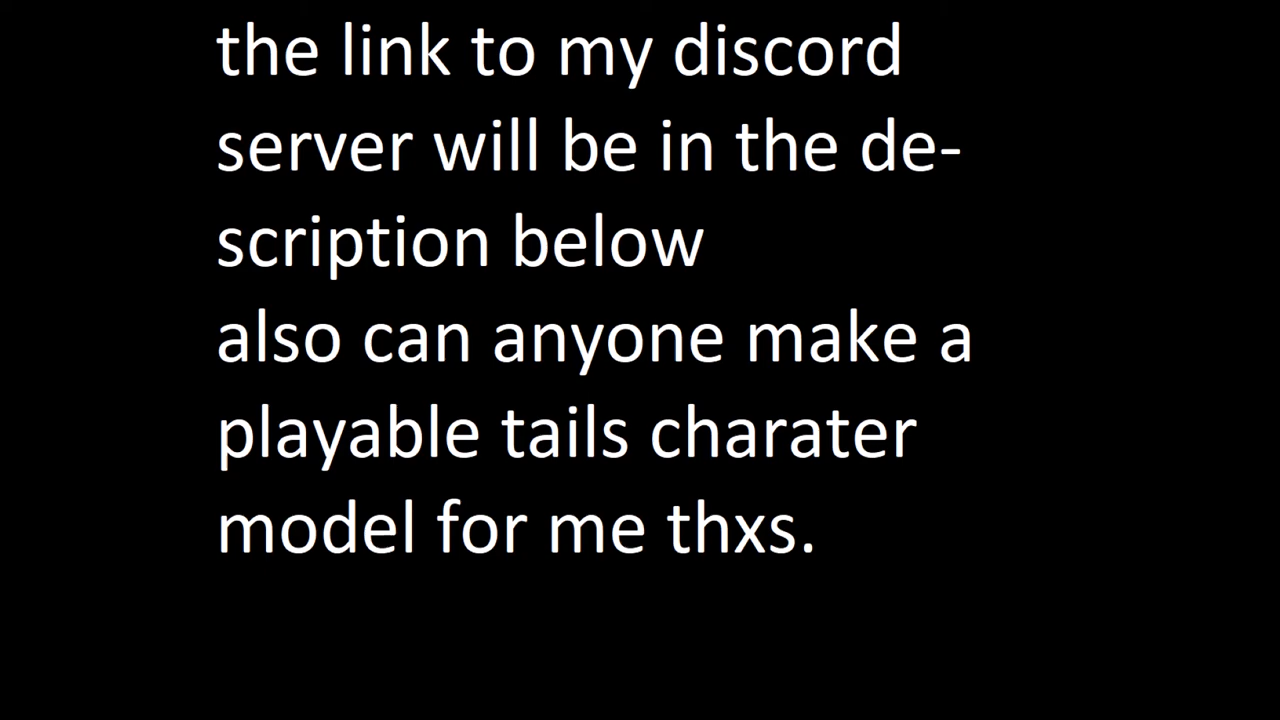 the link to my discord
server will be in the de-
scription below
also can anyone make a
playable tails charater
model for me thxs.